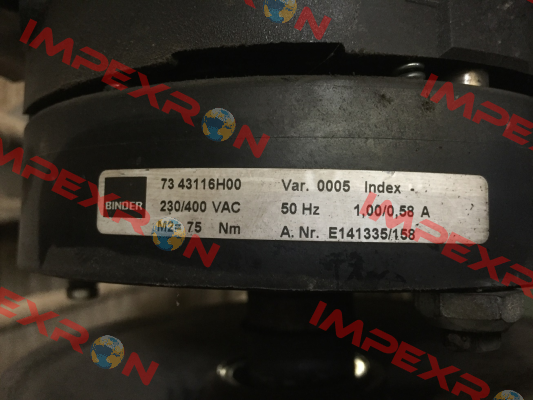 IMPEXRON
IMPEXRON
IMPEXRON
BINDER
73 43116H00 Var. 0005 Index -
230/400 VAC 50 Hz 1,00/0,58 A
M2= 75 Nm A. Nr. E141335/158
IMPEXRON
IMPEXRON